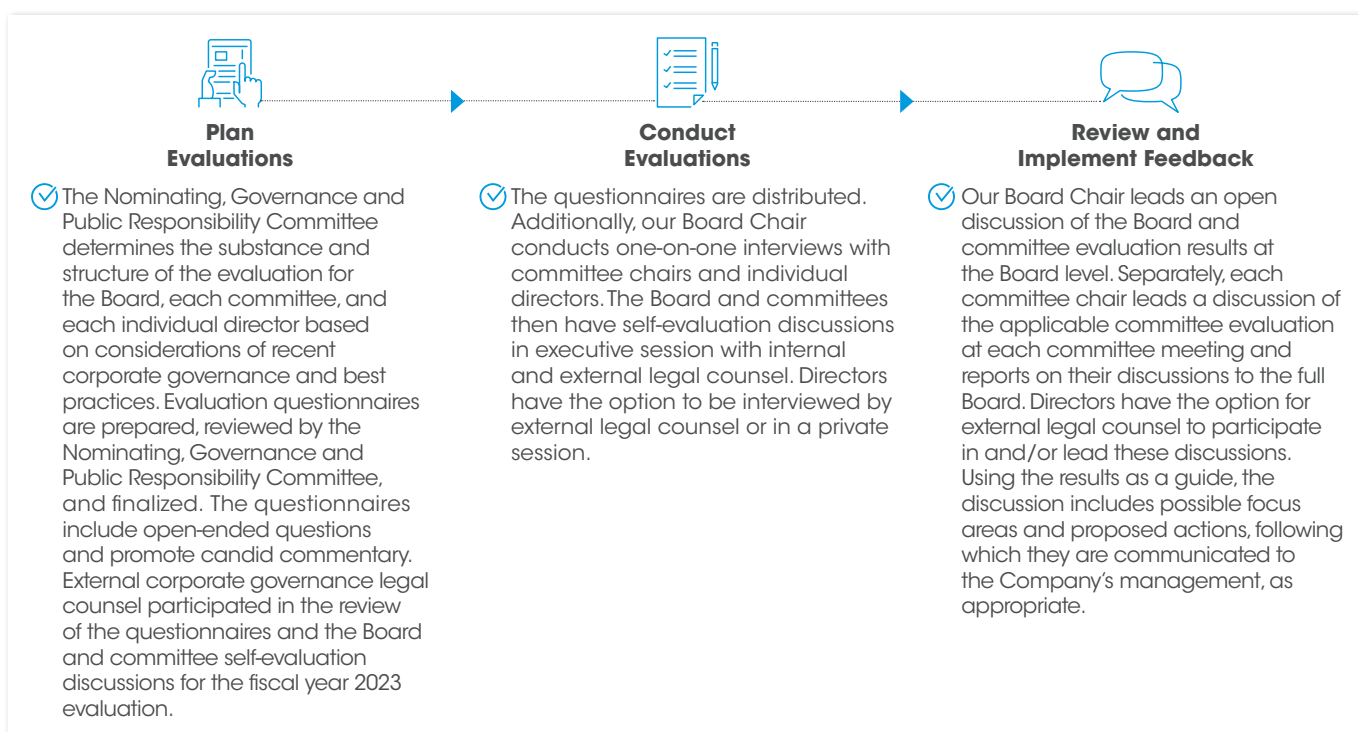 Plan
Evaluations
The Nominating, Governance and
Public Responsibility Committee
determines the substance and
structure of the evaluation for
the Board, each committee, and
each individual director based
on considerations of recent
corporate governance and best
practices. Evaluation questionnaires
are prepared, reviewed by the
Nominating, Governance and
Public Responsibility Committee,
and finalized. The questionnaires
include open-ended questions
and promote candid commentary.
External corporate governance legal
counsel participated in the review
of the questionnaires and the Board
and committee self-evaluation
discussions for the fiscal year 2023
evaluation.
Conduct
Evaluations
The questionnaires are distributed.
Additionally, our Board Chair
conducts one-on-one interviews with
committee chairs and individual
directors. The Board and committees
then have self-evaluation discussions
in executive session with internal
and external legal counsel. Directors
have the option to be interviewed by
external legal counsel or in a private
session.
Review and
Implement Feedback
Our Board Chair leads an open
discussion of the Board and
committee evaluation results at
the Board level. Separately, each
committee chair leads a discussion of
the applicable committee evaluation
at each committee meeting and
reports on their discussions to the full
Board. Directors have the option for
external legal counsel to participate
in and/or lead these discussions.
Using the results as a guide, the
discussion includes possible focus
areas and proposed actions, following
which they are communicated to
the Company's management, as
appropriate.